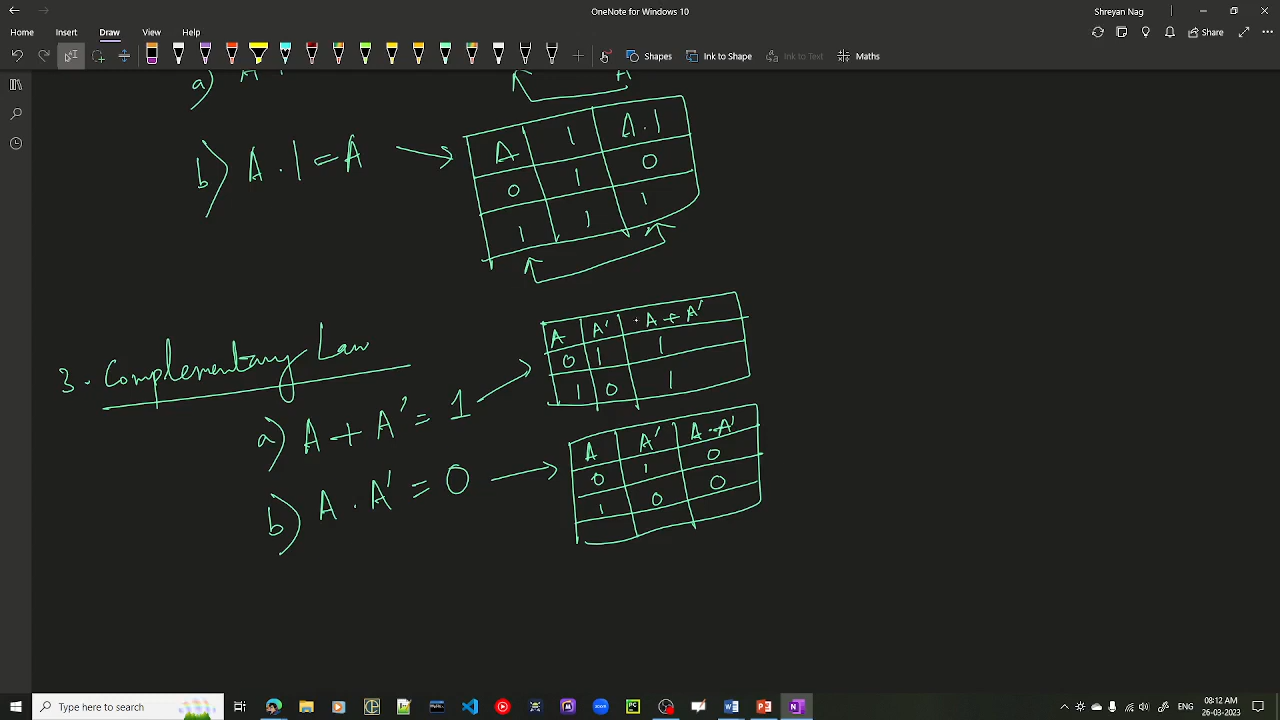 OneNote for Windows 10
Shreyan Nag
Home Insert Draw View Help
Share
Shapes Ink to Shape Ink to Text Maths
a)
b) A . 1 = A
A 1 A . 1
0 1 0
1 1 1
3. Complementary Law
a) A + A' = 1
A A' A + A'
0 1 1
1 0 1
b) A . A' = 0
A A' A . A'
0 1 0
1 0 0
Type here to search
ENG
08:12 AM
26-03-2023